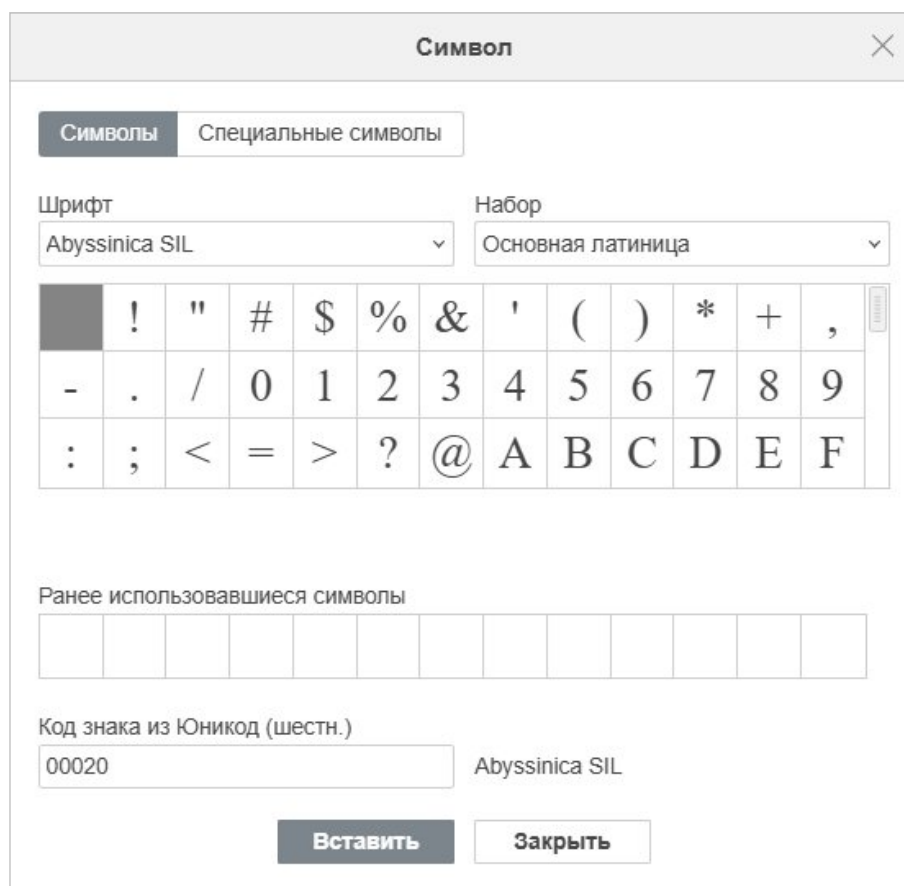 Символ
Символы Специальные символы
Шрифт Набор
Abyssinica SIL Основная латиница
! " # $ % & ' ( ) * + ,
- . / 0 1 2 3 4 5 6 7 8 9
: ; < = > ? @ A B C D E F
Ранее использовавшиеся символы
Код знака из Юникод (шестн.)
00020 Abyssinica SIL
Вставить Закрыть